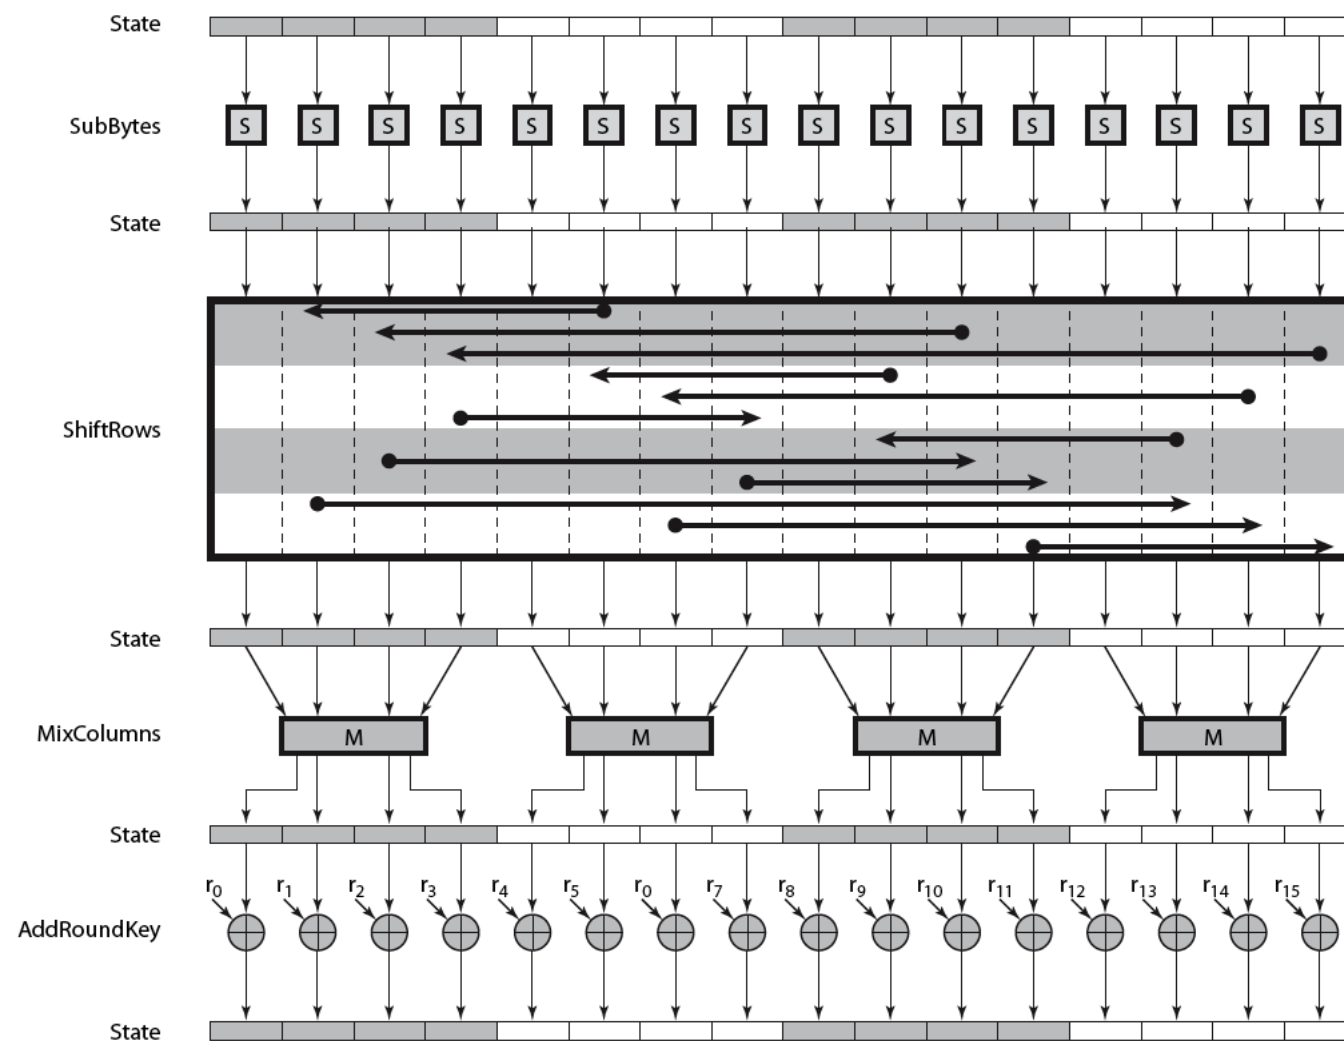 State
SubBytes S S S S S S S S S S S S S S S S
State
ShiftRows
State
MixColumns M M M M
State
r0 r1 r2 r3 r4 r5 r0 r7 r8 r9 r10 r11 r12 r13 r14 r15
AddRoundKey
State